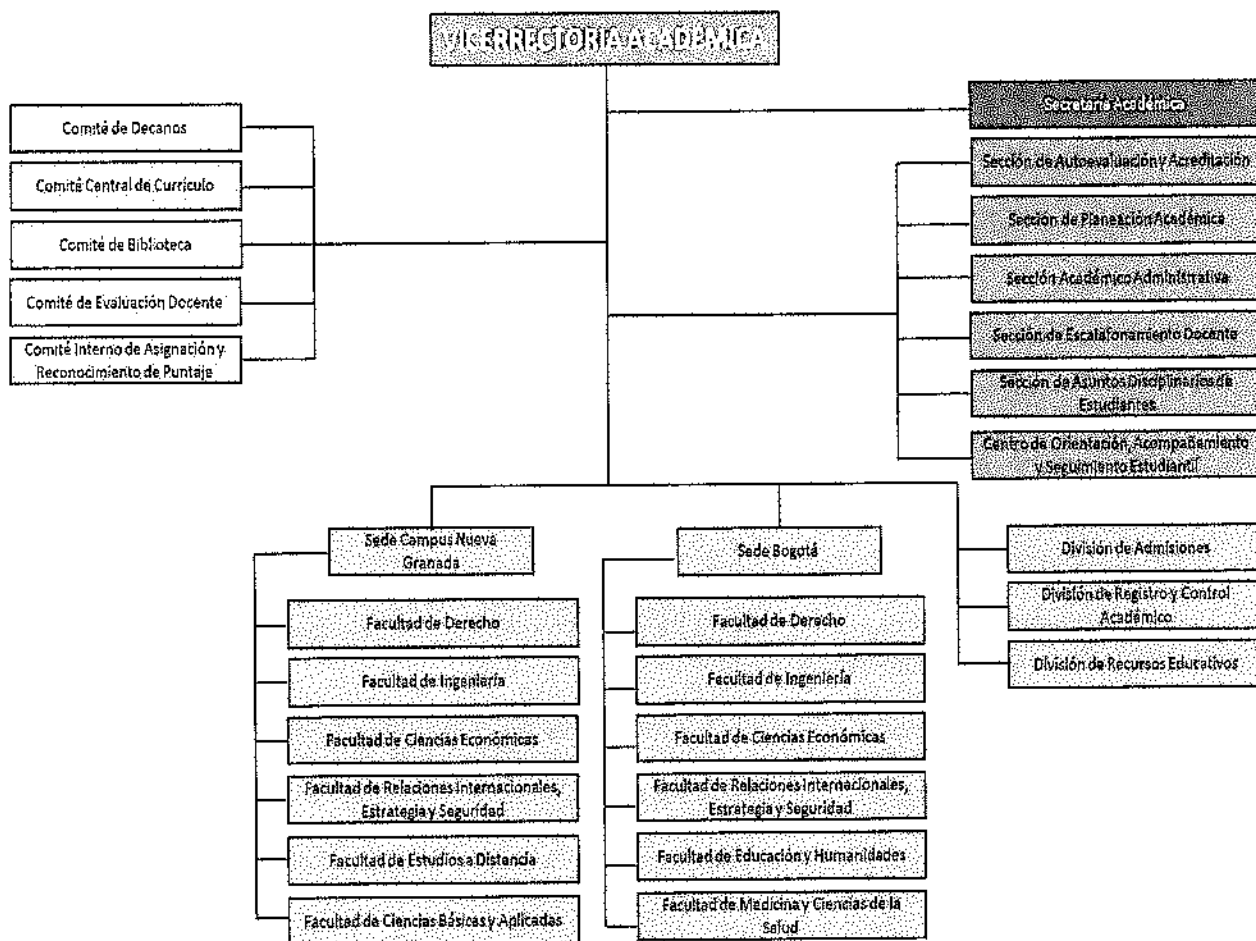 VICERRECTORIA ACADEMICA
Comité de Decanos
Comité Central de Currículo
Comité de Biblioteca
Comité de Evaluación Docente
Comité Interno de Asignación y
Reconocimiento de Puntaje
Secretaría Académica
Sección de Autoevaluación y Acreditación
Sección de Planeación Académica
Sección Académico Administrativa
Sección de Escalafonamiento Docente
Sección de Asuntos Disciplinarios de
Estudiantes
Centro de Orientación, Acompañamiento
y Seguimiento Estudiantil
Sede Campus Nueva
Granada
Facultad de Derecho
Facultad de Ingeniería
Facultad de Ciencias Económicas
Facultad de Relaciones Internacionales,
Estrategia y Seguridad
Facultad de Estudios a Distancia
Facultad de Ciencias Básicas y Aplicadas
Sede Bogotá
Facultad de Derecho
Facultad de Ingeniería
Facultad de Ciencias Económicas
Facultad de Relaciones Internacionales,
Estrategia y Seguridad
Facultad de Educación y Humanidades
Facultad de Medicina y Ciencias de la
Salud
División de Admisiones
División de Registro y Control
Académico
División de Recursos Educativos